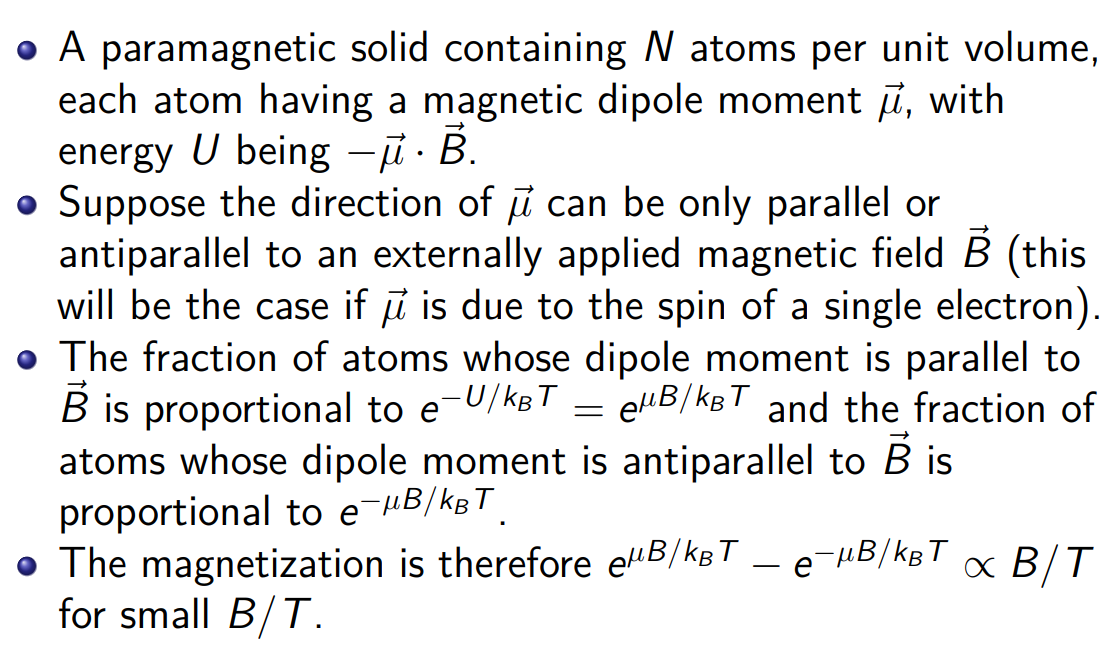 • A paramagnetic solid containing N atoms per unit volume,
each atom having a magnetic dipole moment $\vec{\mu}$, with
energy U being $-\vec{\mu} \cdot \vec{B}$.
• Suppose the direction of $\vec{\mu}$ can be only parallel or
antiparallel to an externally applied magnetic field $\vec{B}$ (this
will be the case if $\vec{\mu}$ is due to the spin of a single electron).
• The fraction of atoms whose dipole moment is parallel to
$\vec{B}$ is proportional to $e^{-U/k_B T} = e^{\mu B/k_B T}$ and the fraction of
atoms whose dipole moment is antiparallel to $\vec{B}$ is
proportional to $e^{-\mu B/k_B T}$.
• The magnetization is therefore $e^{\mu B/k_B T} - e^{-\mu B/k_B T} \propto B/T$
for small $B/T$.